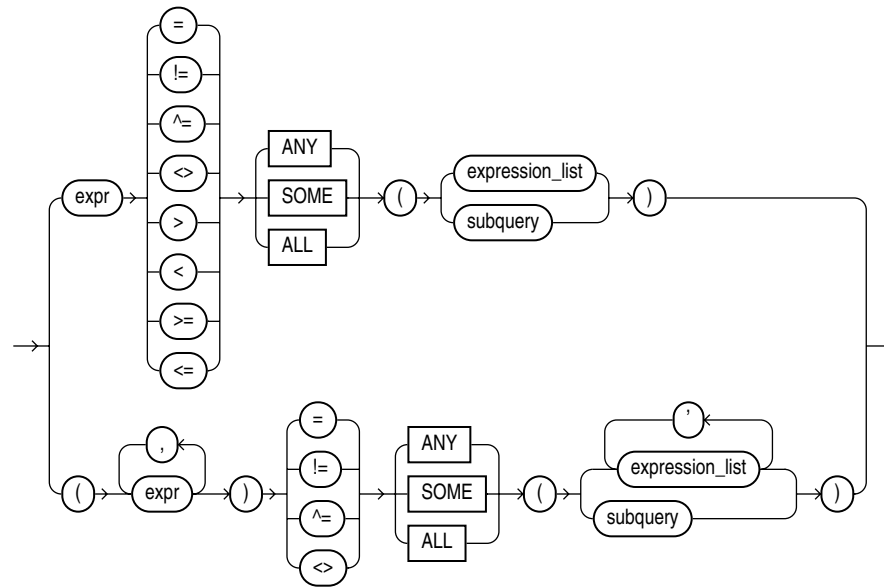 =
!=
^=
<>
>
<
>=
<=
expr
ANY
SOME
ALL
(
expression_list
subquery
)
(
,
expr
)
=
!=
^=
<>
ANY
SOME
ALL
(
,
expression_list
subquery
)